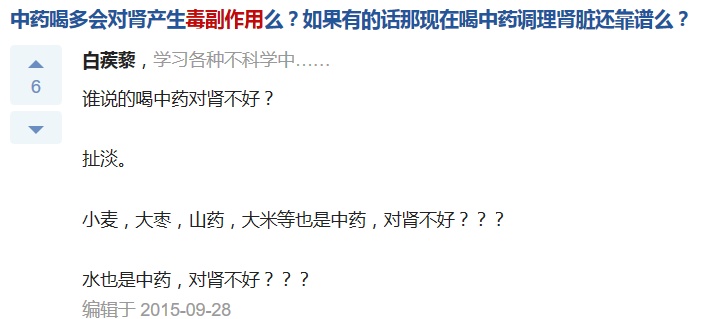 中药喝多会对肾产生毒副作用么？如果有的话那现在喝中药调理肾脏还靠谱么？
白蒺藜，学习各种不科学中……
6
谁说的喝中药对肾不好？
扯淡。
小麦，大枣，山药，大米等也是中药，对肾不好？？？
水也是中药，对肾不好？？？
编辑于 2015-09-28